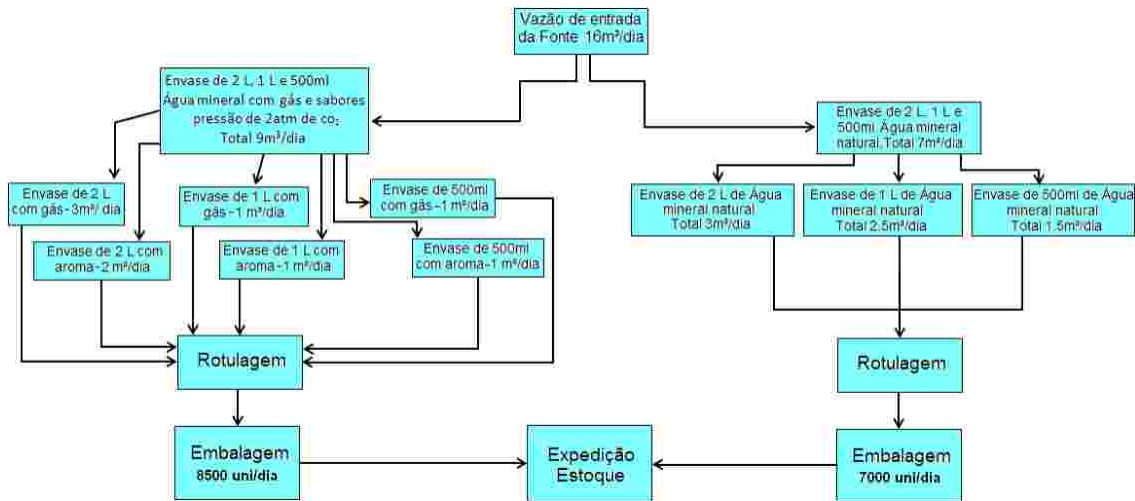 Vazão de entrada
da Fonte 16m³/dia
Envase de 2 L, 1 L e 500ml
Água mineral com gás e sabores
pressão de 2atm de co₂
Total 9m³/dia
Envase de 2 L, 1 L e
500ml Água mineral
natural, Total 7m³/dia
Envase de 2 L
com gás-3m³/ dia
Envase de 1 L com
gás-1 m³/dia
Envase de 500ml
com gás-1 m³/dia
Envase de 2 L com
aroma-2 m³/dia
Envase de 1 L com
aroma-1 m³/dia
Envase de 500ml
com aroma-1 m³/dia
Envase de 2 L de Água
mineral natural
Total 3m³/dia
Envase de 1 L de Água
mineral natural
Total 2.5m³/dia
Envase de 500ml de Água
mineral natural
Total 1.5m³/dia
Rotulagem
Rotulagem
Embalagem
8500 uni/dia
Expedição
Estoque
Embalagem
7000 uni/dia